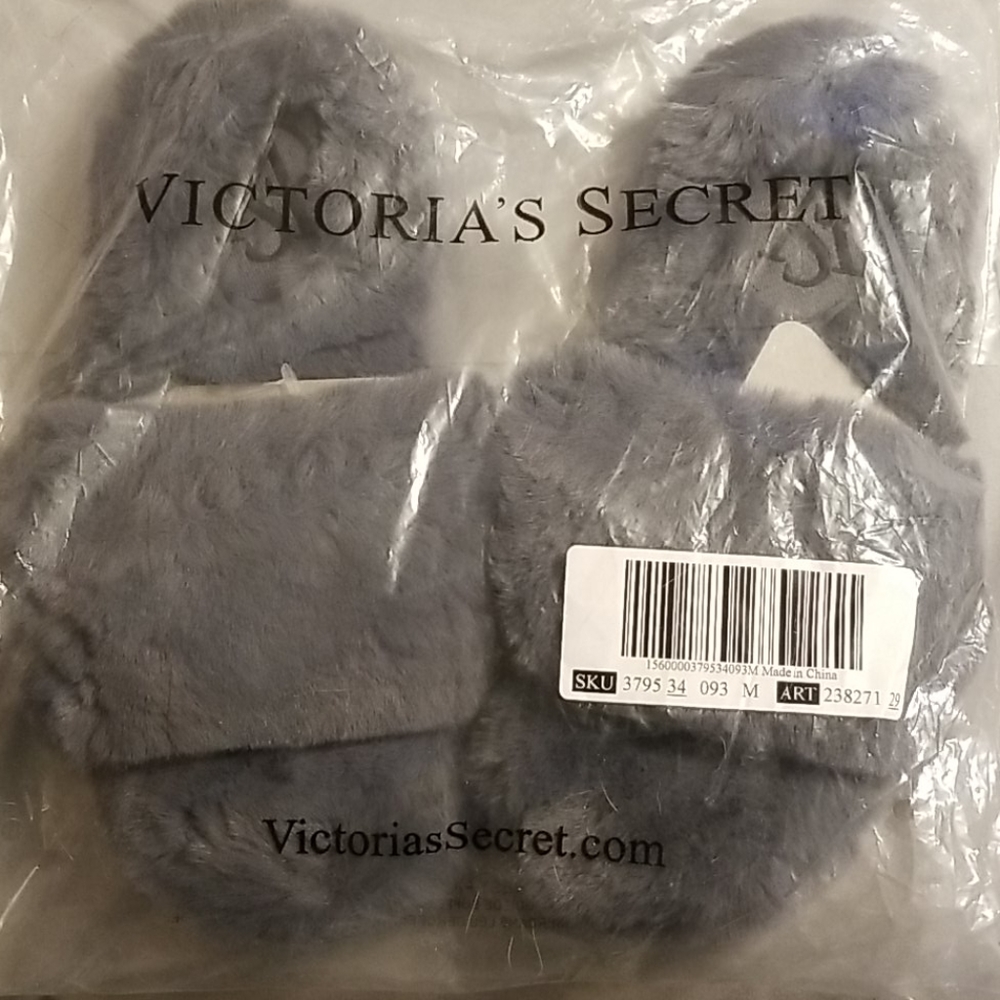 VICTORIA'S SECRET
1560000379534093M Made in China
SKU 3795 34 093 M ART 238271 29
VictoriasSecret.com